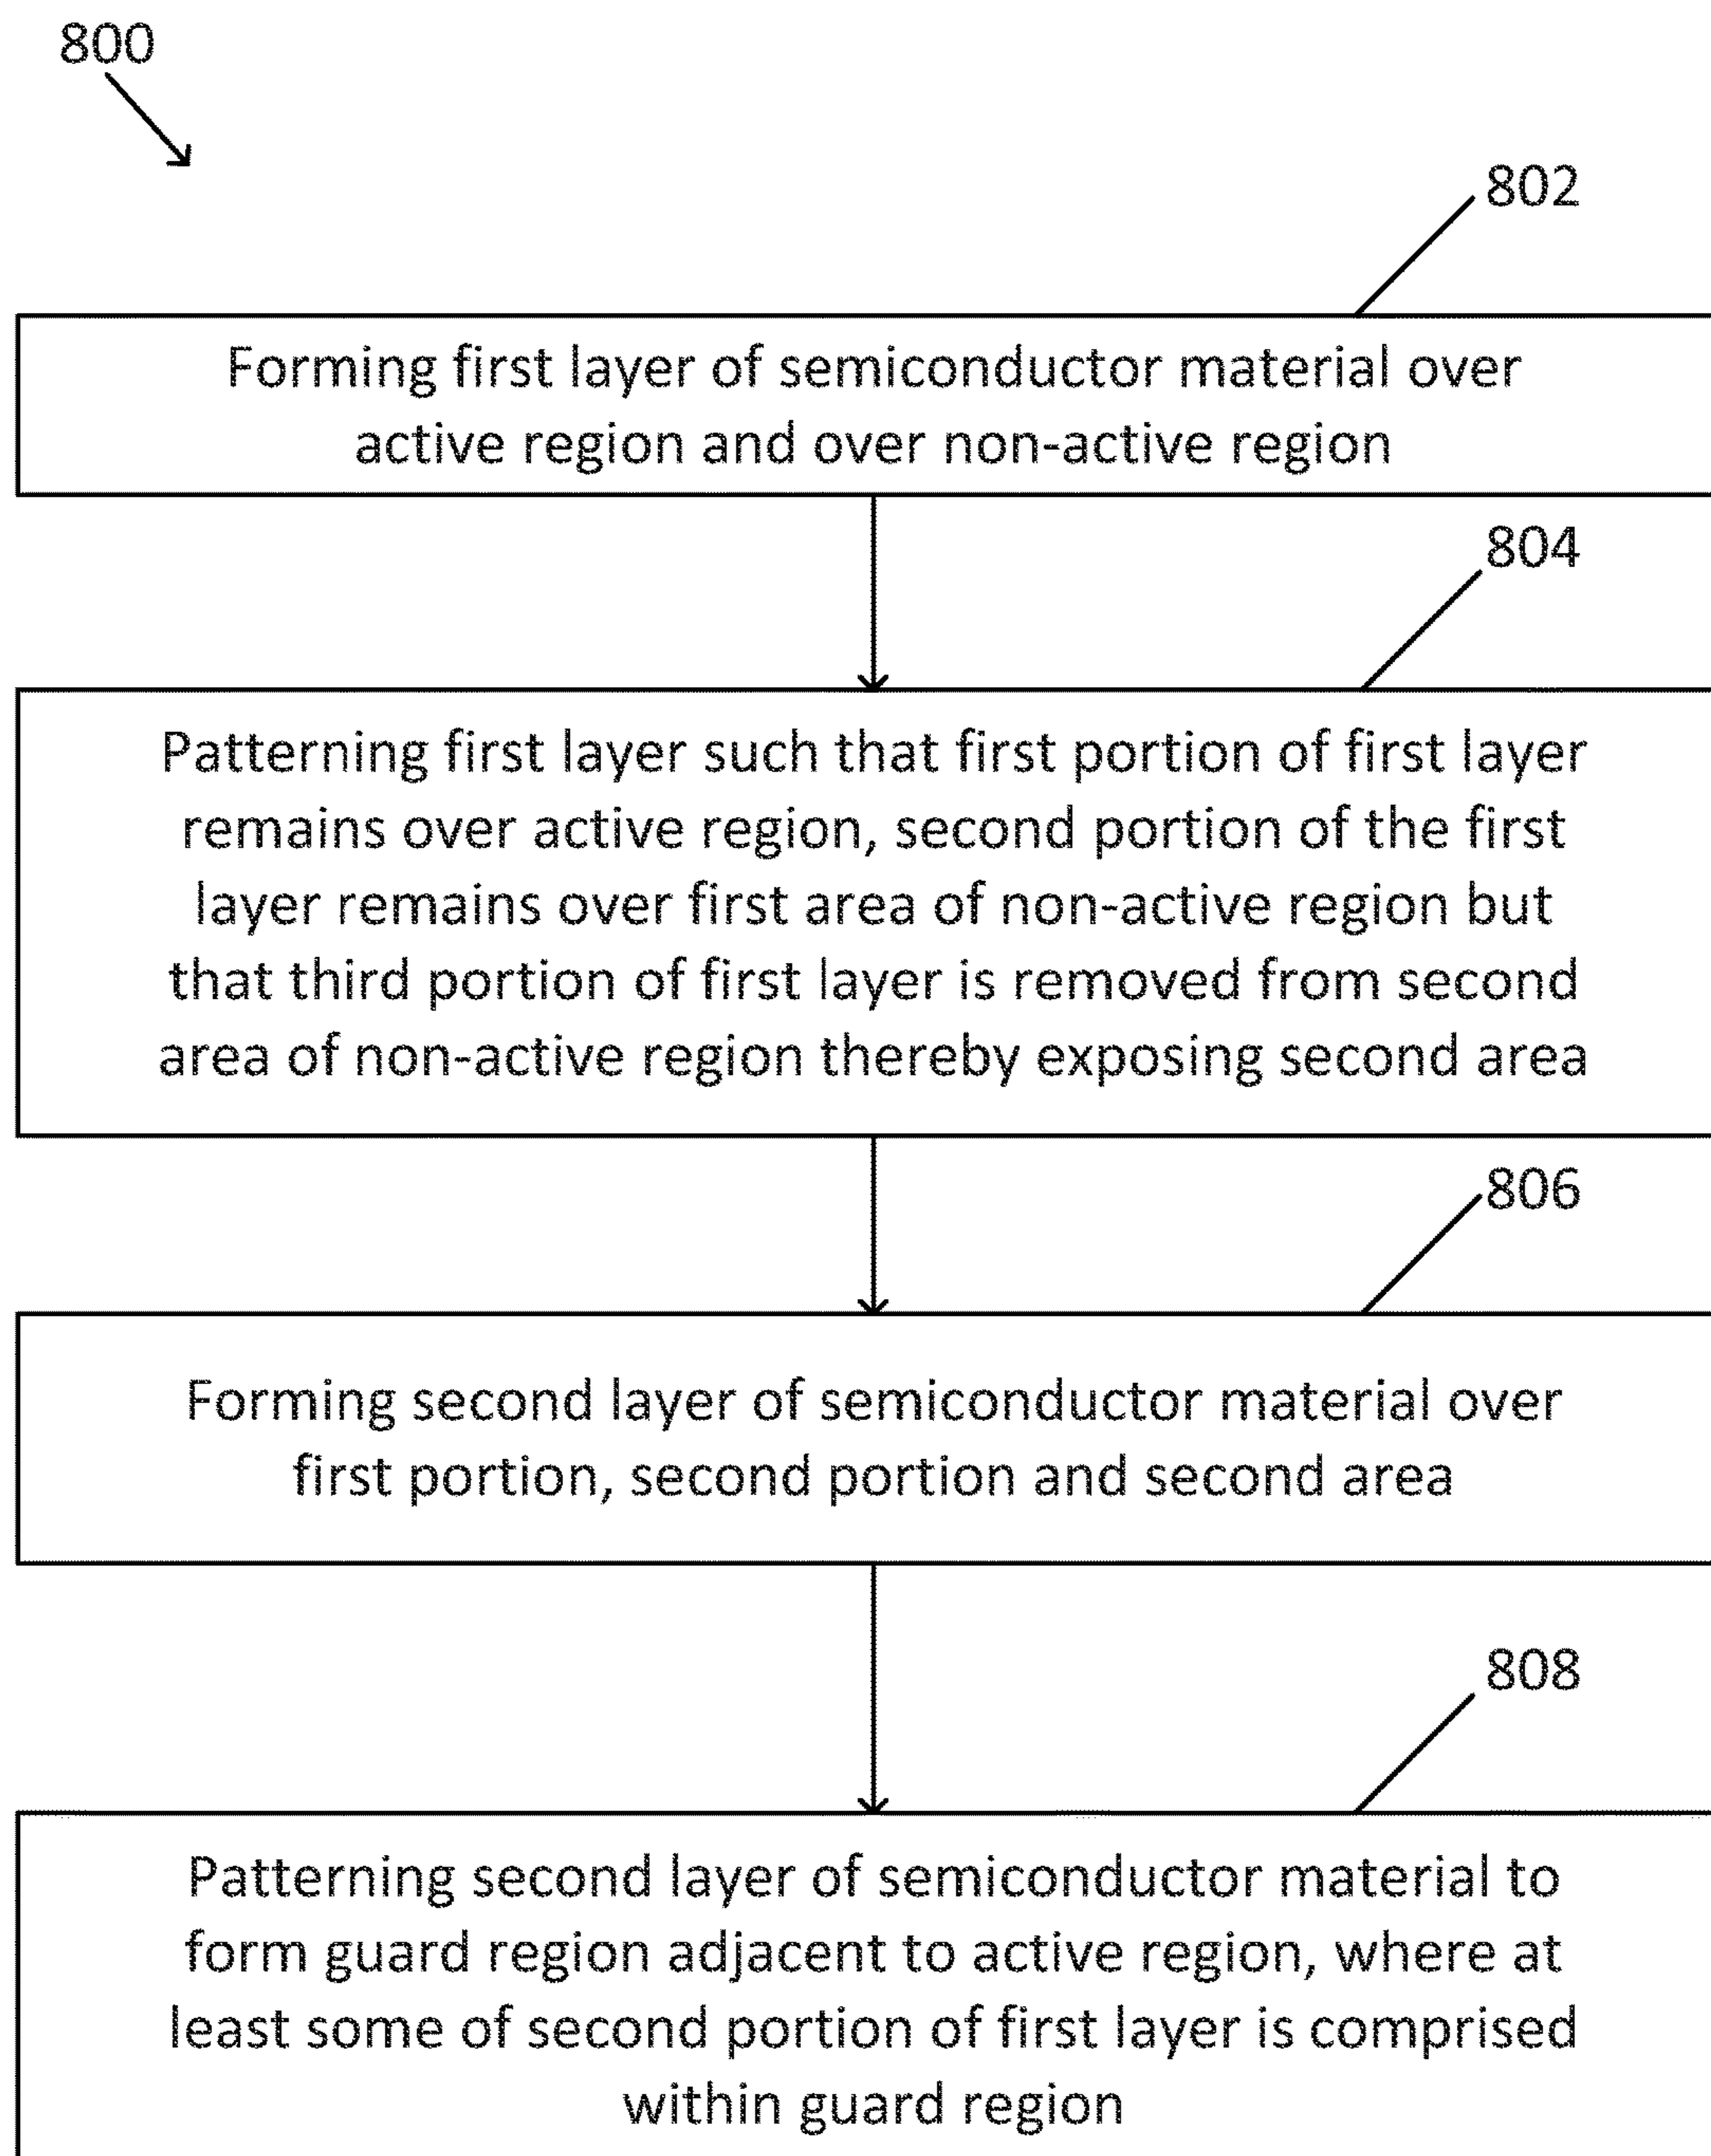 800
802
Forming first layer of semiconductor material over
active region and over non-active region
804
Patterning first layer such that first portion of first layer
remains over active region, second portion of the first
layer remains over first area of non-active region but
that third portion of first layer is removed from second
area of non-active region thereby exposing second area
806
Forming second layer of semiconductor material over
first portion, second portion and second area
808
Patterning second layer of semiconductor material to
form guard region adjacent to active region, where at
least some of second portion of first layer is comprised
within guard region